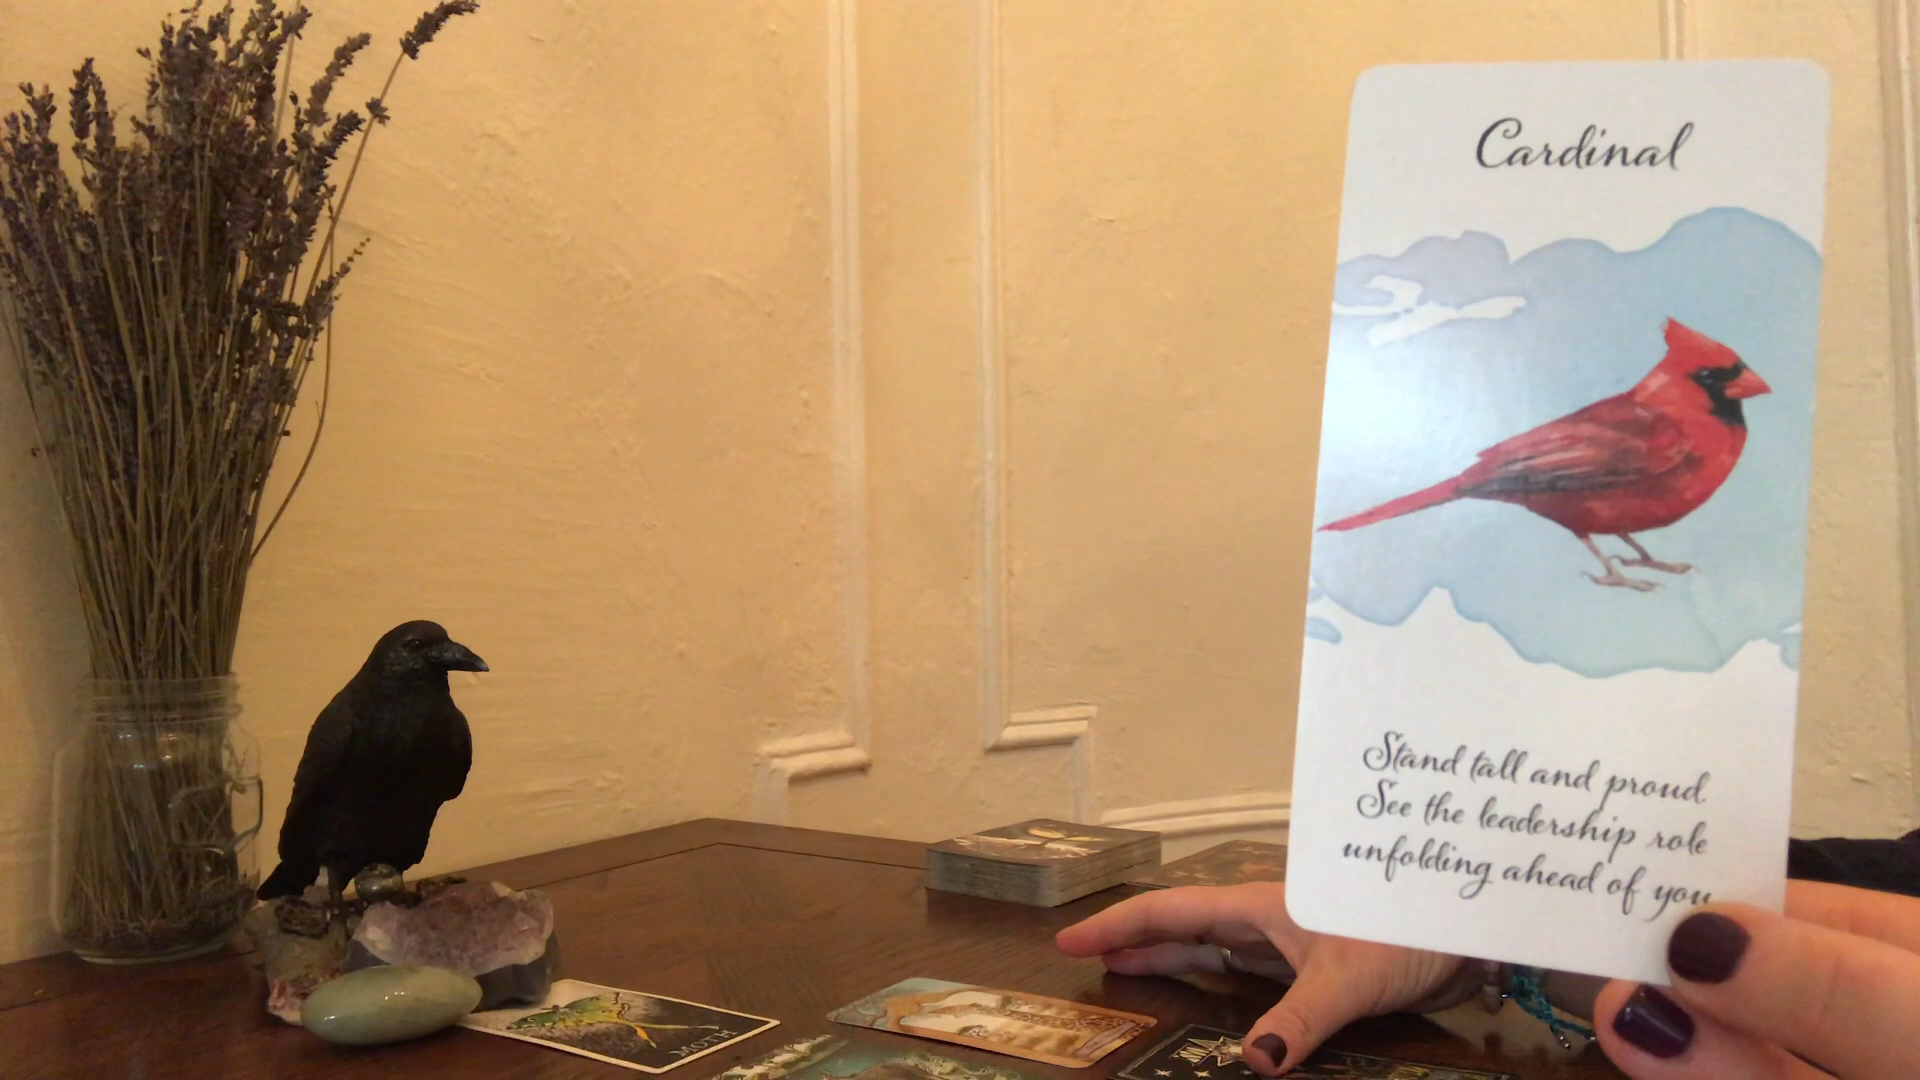 Cardinal
Stand tall and proud.
See the leadership role
unfolding ahead of you
MOTH